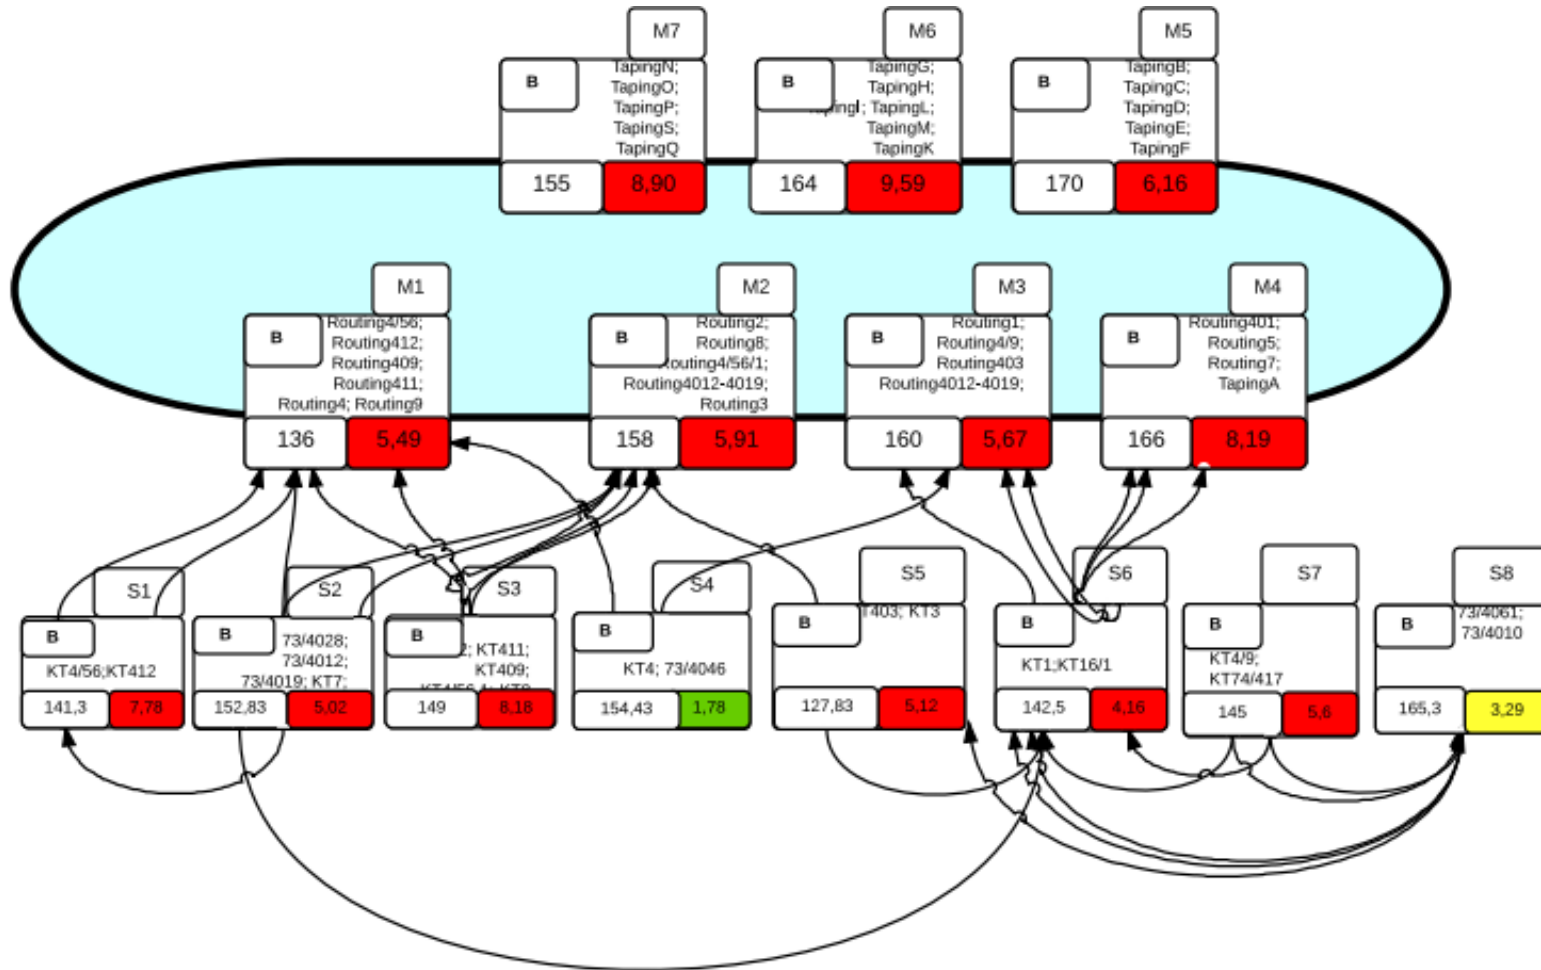 M7
B
TapingN;
TapingO;
TapingP;
TapingS;
TapingQ
155
8,90
M6
B
TapingG;
TapingH;
TapingL;
TapingM;
TapingK
164
9,59
M5
B
TapingB;
TapingC;
TapingD;
TapingE;
TapingF
170
6,16
M1
B
Routing4/56;
Routing412;
Routing409;
Routing411;
Routing4; Routing9
136
5,49
M2
B
Routing2;
Routing8;
Routing4/56/1;
Routing4012-4019;
Routing3
158
5,91
M3
B
Routing1;
Routing4/9;
Routing403
Routing4012-4019;
160
5,67
M4
B
Routing401;
Routing5;
Routing7;
TapingA
166
8,19
S1
B
KT4/56;KT412
141,3
7,78
S2
B
73/4028;
73/4012;
73/4019; KT7;
152,83
5,02
S3
B
2; KT411;
KT409;
149
8,18
S4
B
KT4; 73/4046
154,43
1,78
S5
B
KT3
127,83
5,12
S6
B
KT1;KT16/1
142,5
4,16
S7
B
KT4/9;
KT74/417
145
5,6
S8
B
73/4061;
73/4010
165,3
3,29